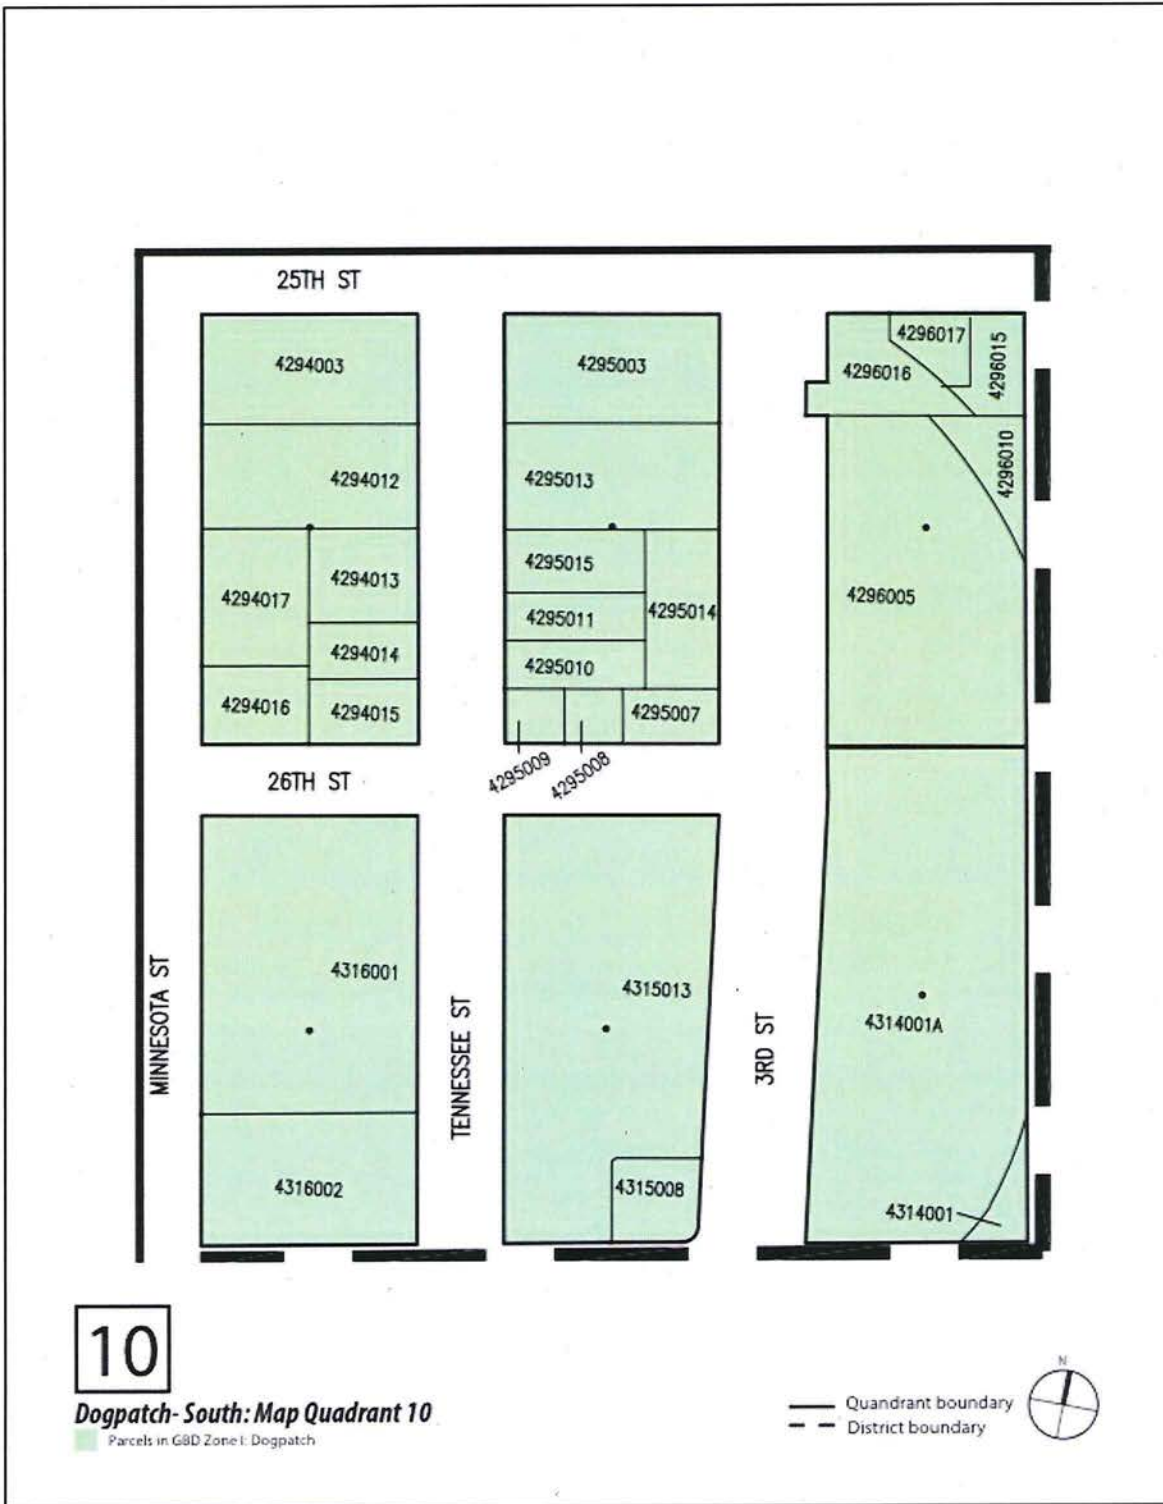 25TH ST
4294003
4295003
4296017
4296016
4296015
4294012
4295013
4296010
4294017
4294013
4295015
4295014
4296005
4295011
4294014
4295010
4294016
4294015
4295007
4295009
4295008
26TH ST
MINNESOTA ST
4316001
TENNESSEE ST
4315013
3RD ST
4314001A
4316002
4315008
4314001
10
Dogpatch- South: Map Quadrant 10
Parcels in GBD Zone I: Dogpatch
Quandrant boundary
District boundary
N